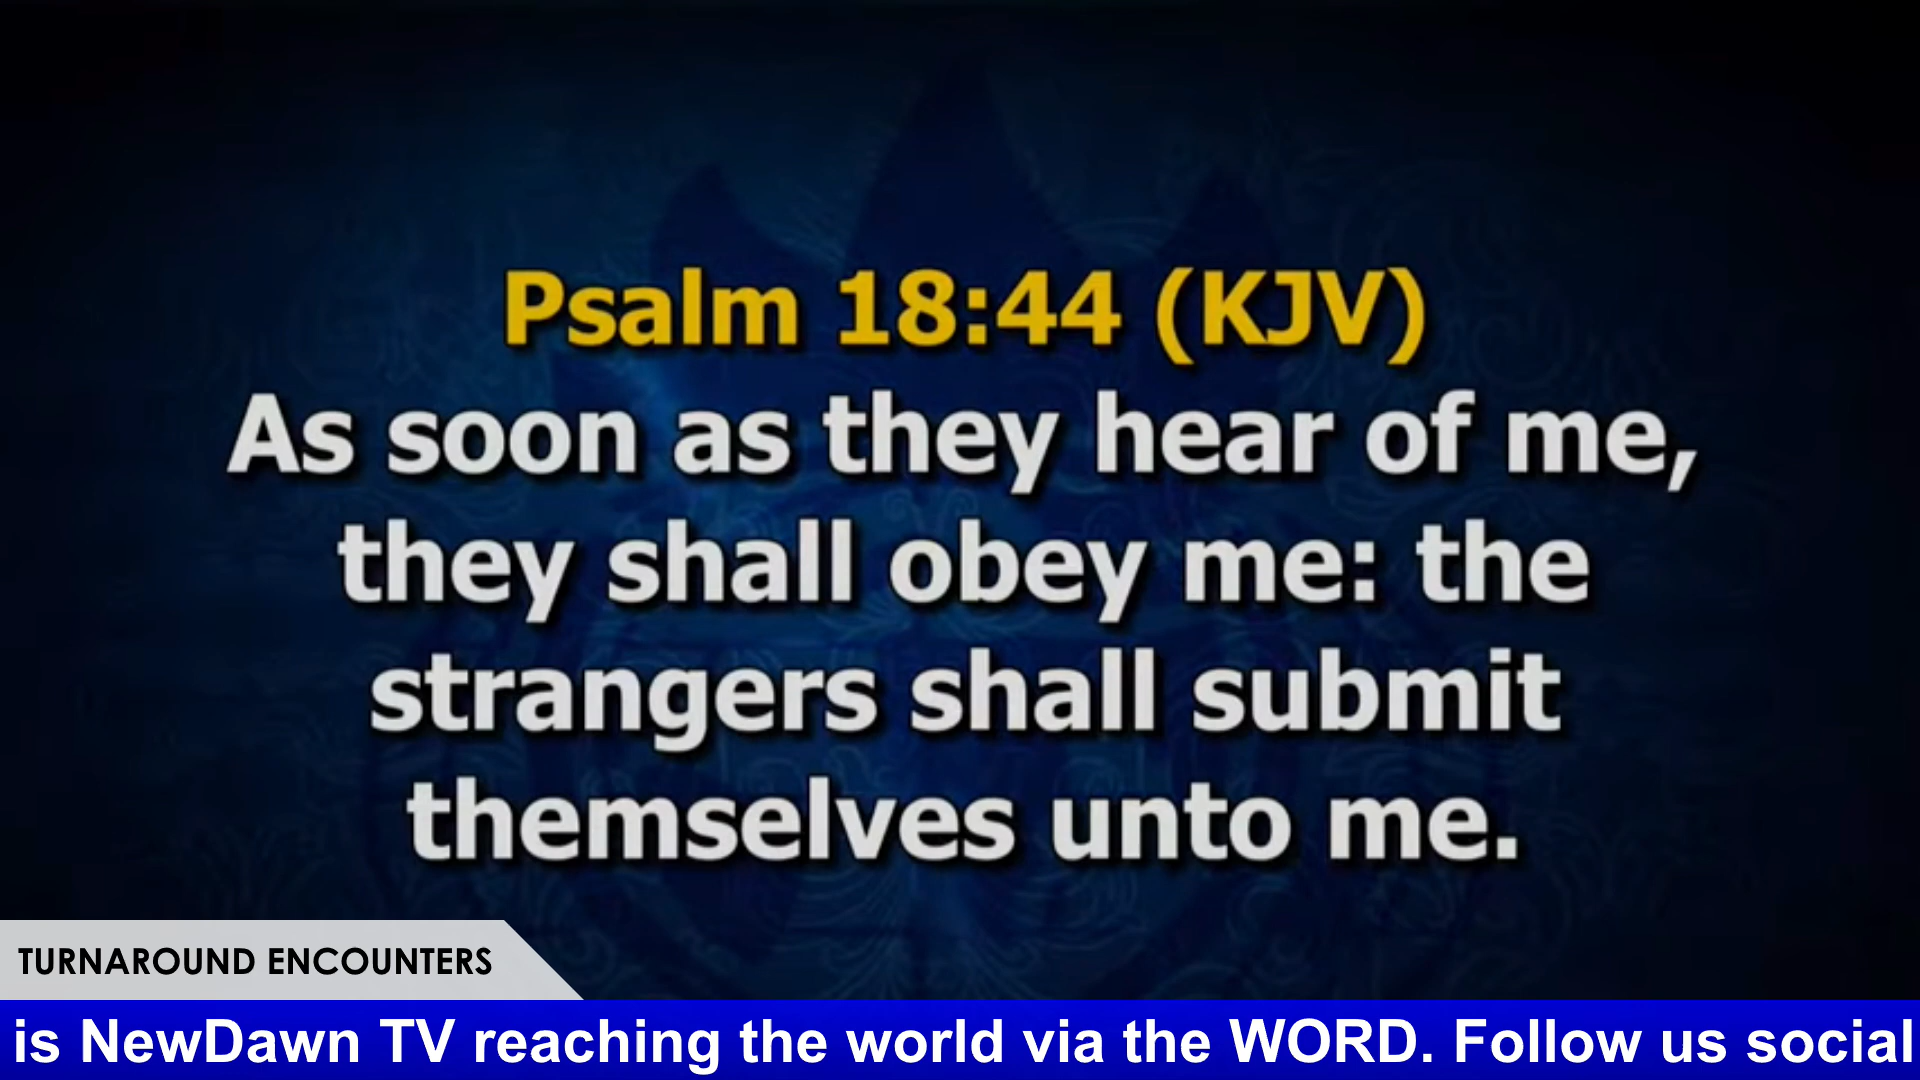 Psalm 18:44 (KJV)
As soon as they hear of me,
they shall obey me: the
strangers shall submit
themselves unto me.
TURNAROUND ENCOUNTERS
is NewDawn TV reaching the world via the WORD. Follow us social